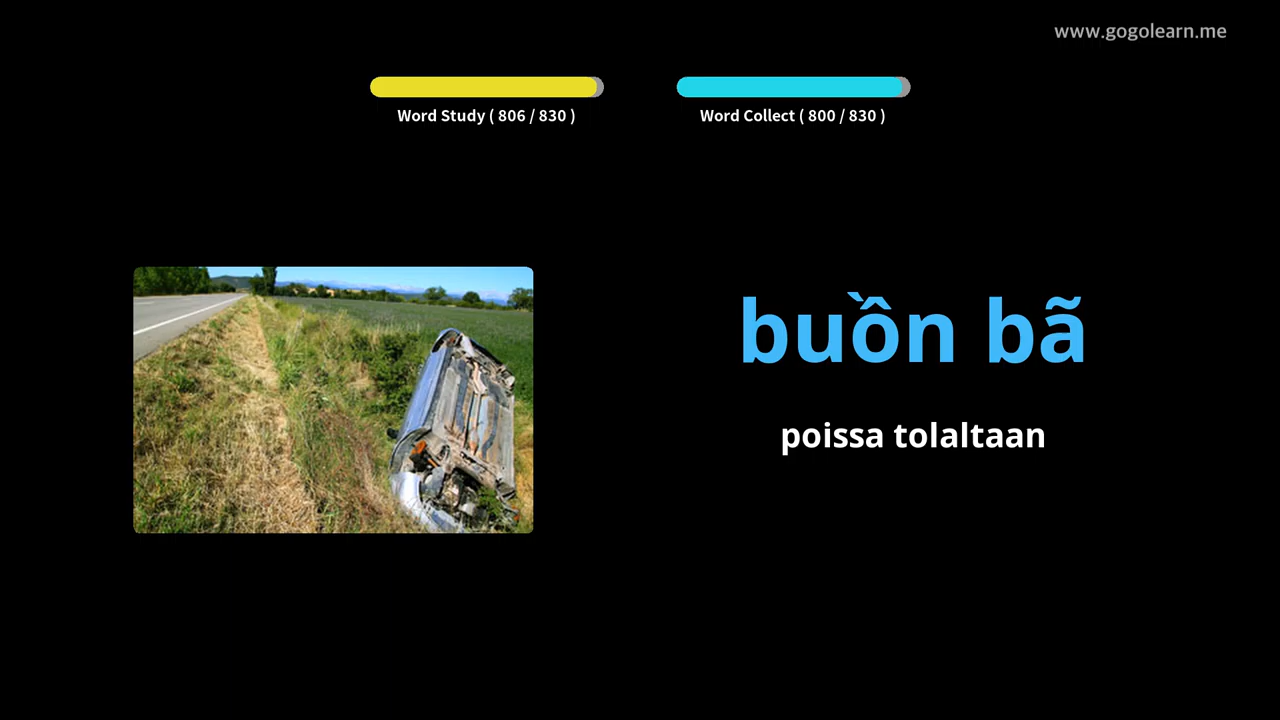 www.gogolearn.me
Word Study ( 806 / 830 )
Word Collect ( 800 / 830 )
buồn bã
poissa tolaltaan